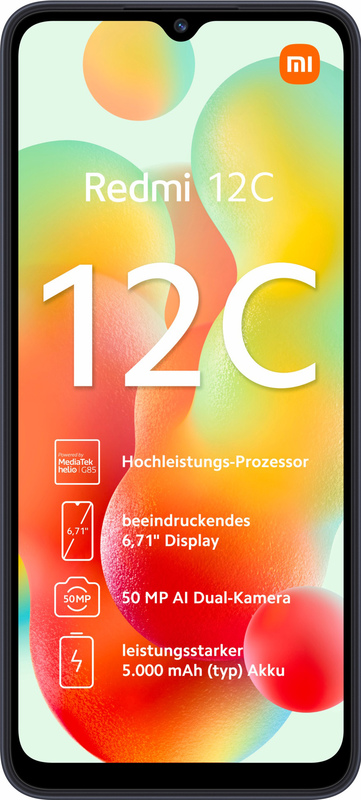 mi
Redmi 12C
12C
Powered by
MediaTek
helio G85
Hochleistungs-Prozessor
6,71"
beeindruckendes
6,71" Display
50MP
50 MP AI Dual-Kamera
leistungsstarker
5.000 mAh (typ) Akku